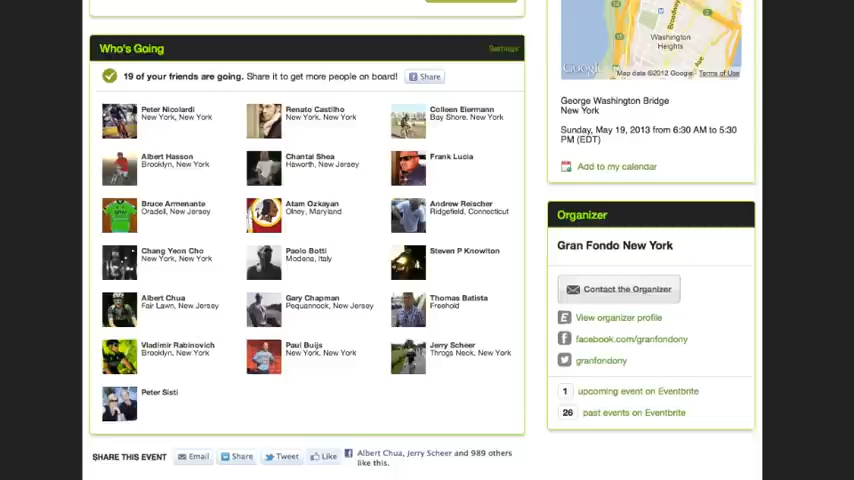 Who's Going
Settings
19 of your friends are going. Share it to get more people on board!
Share
Peter Nicolardi
New York, New York
Renato Castilho
New York, New York
Colleen Eiermann
Bay Shore, New York
Albert Hasson
Brooklyn, New York
Chantal Shea
Haworth, New Jersey
Frank Lucia
Bruce Armenante
Oradell, New Jersey
Atam Ozkayan
Olney, Maryland
Andrew Reischer
Ridgefield, Connecticut
Chang Yeon Cho
New York, New York
Paolo Botti
Modena, Italy
Steven P Knowlton
Albert Chua
Fair Lawn, New Jersey
Gary Chapman
Pequannock, New Jersey
Thomas Batista
Freehold
Vladimir Rabinovich
Brooklyn, New York
Paul Buijs
New York, New York
Jerry Scheer
Throgs Neck, New York
Peter Sisti
SHARE THIS EVENT
Email
Share
Tweet
Like
Albert Chua, Jerry Scheer and 989 others
like this.
Broadway
Washington
Heights
Google
Map data ©2012 Google - Terms of Use
George Washington Bridge
New York
Sunday, May 19, 2013 from 6:30 AM to 5:30
PM (EDT)
Add to my calendar
Organizer
Gran Fondo New York
Contact the Organizer
View organizer profile
facebook.com/granfondony
granfondony
1 upcoming event on Eventbrite
26 past events on Eventbrite